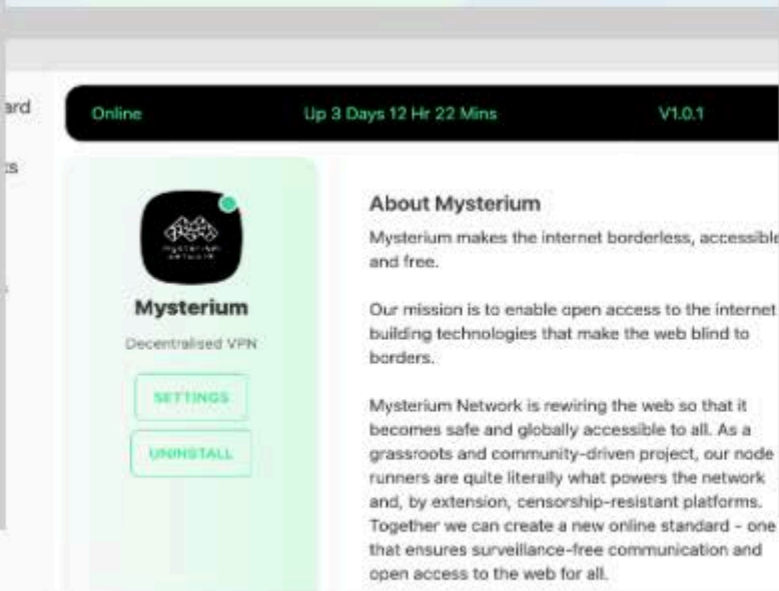 ard
ts
Online
Up 3 Days 12 Hr 22 Mins
V1.0.1
mysterium
network
Mysterium
Decentralised VPN
SETTINGS
UNINSTALL
About Mysterium
Mysterium makes the internet borderless, accessible
and free.
Our mission is to enable open access to the internet
building technologies that make the web blind to
borders.
Mysterium Network is rewiring the web so that it
becomes safe and globally accessible to all. As a
grassroots and community-driven project, our node
runners are quite literally what powers the network
and, by extension, censorship-resistant platforms.
Together we can create a new online standard - one
that ensures surveillance-free communication and
open access to the web for all.